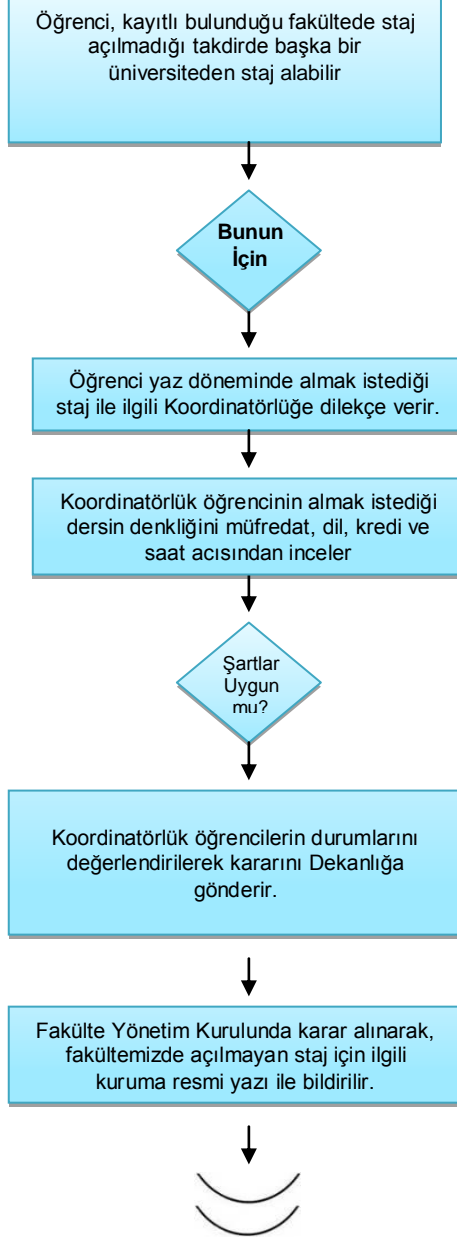 Öğrenci, kayıtlı bulunduğu fakültede staj
açılmadığı takdirde başka bir
üniversiteden staj alabilir
Bunun
İçin
Öğrenci yaz döneminde almak istediği
staj ile ilgili Koordinatörlüğe dilekçe verir.
Koordinatörlük öğrencinin almak istediği
dersin denkliğini müfredat, dil, kredi ve
saat acısından inceler
Şartlar
Uygun
mu?
Koordinatörlük öğrencilerin durumlarını
değerlendirilerek kararını Dekanlığa
gönderir.
Fakülte Yönetim Kurulunda karar alınarak,
fakültemizde açılmayan staj için ilgili
kuruma resmi yazı ile bildirilir.